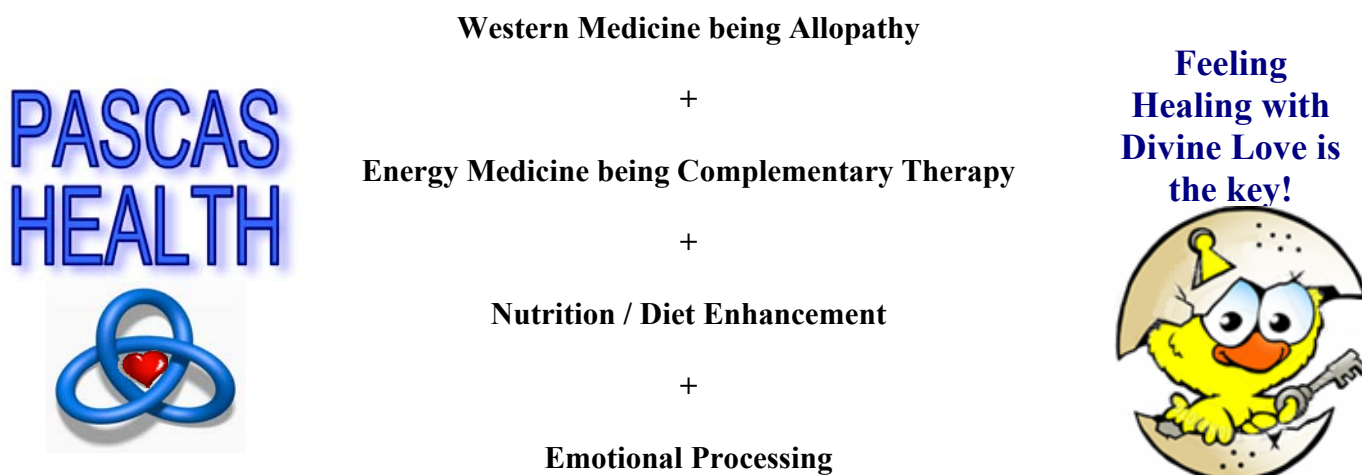 Western Medicine being Allopathy
+
Energy Medicine being Complementary Therapy
+
Nutrition / Diet Enhancement
+
Emotional Processing
PASCAS
HEALTH
Feeling
Healing with
Divine Love is
the key!